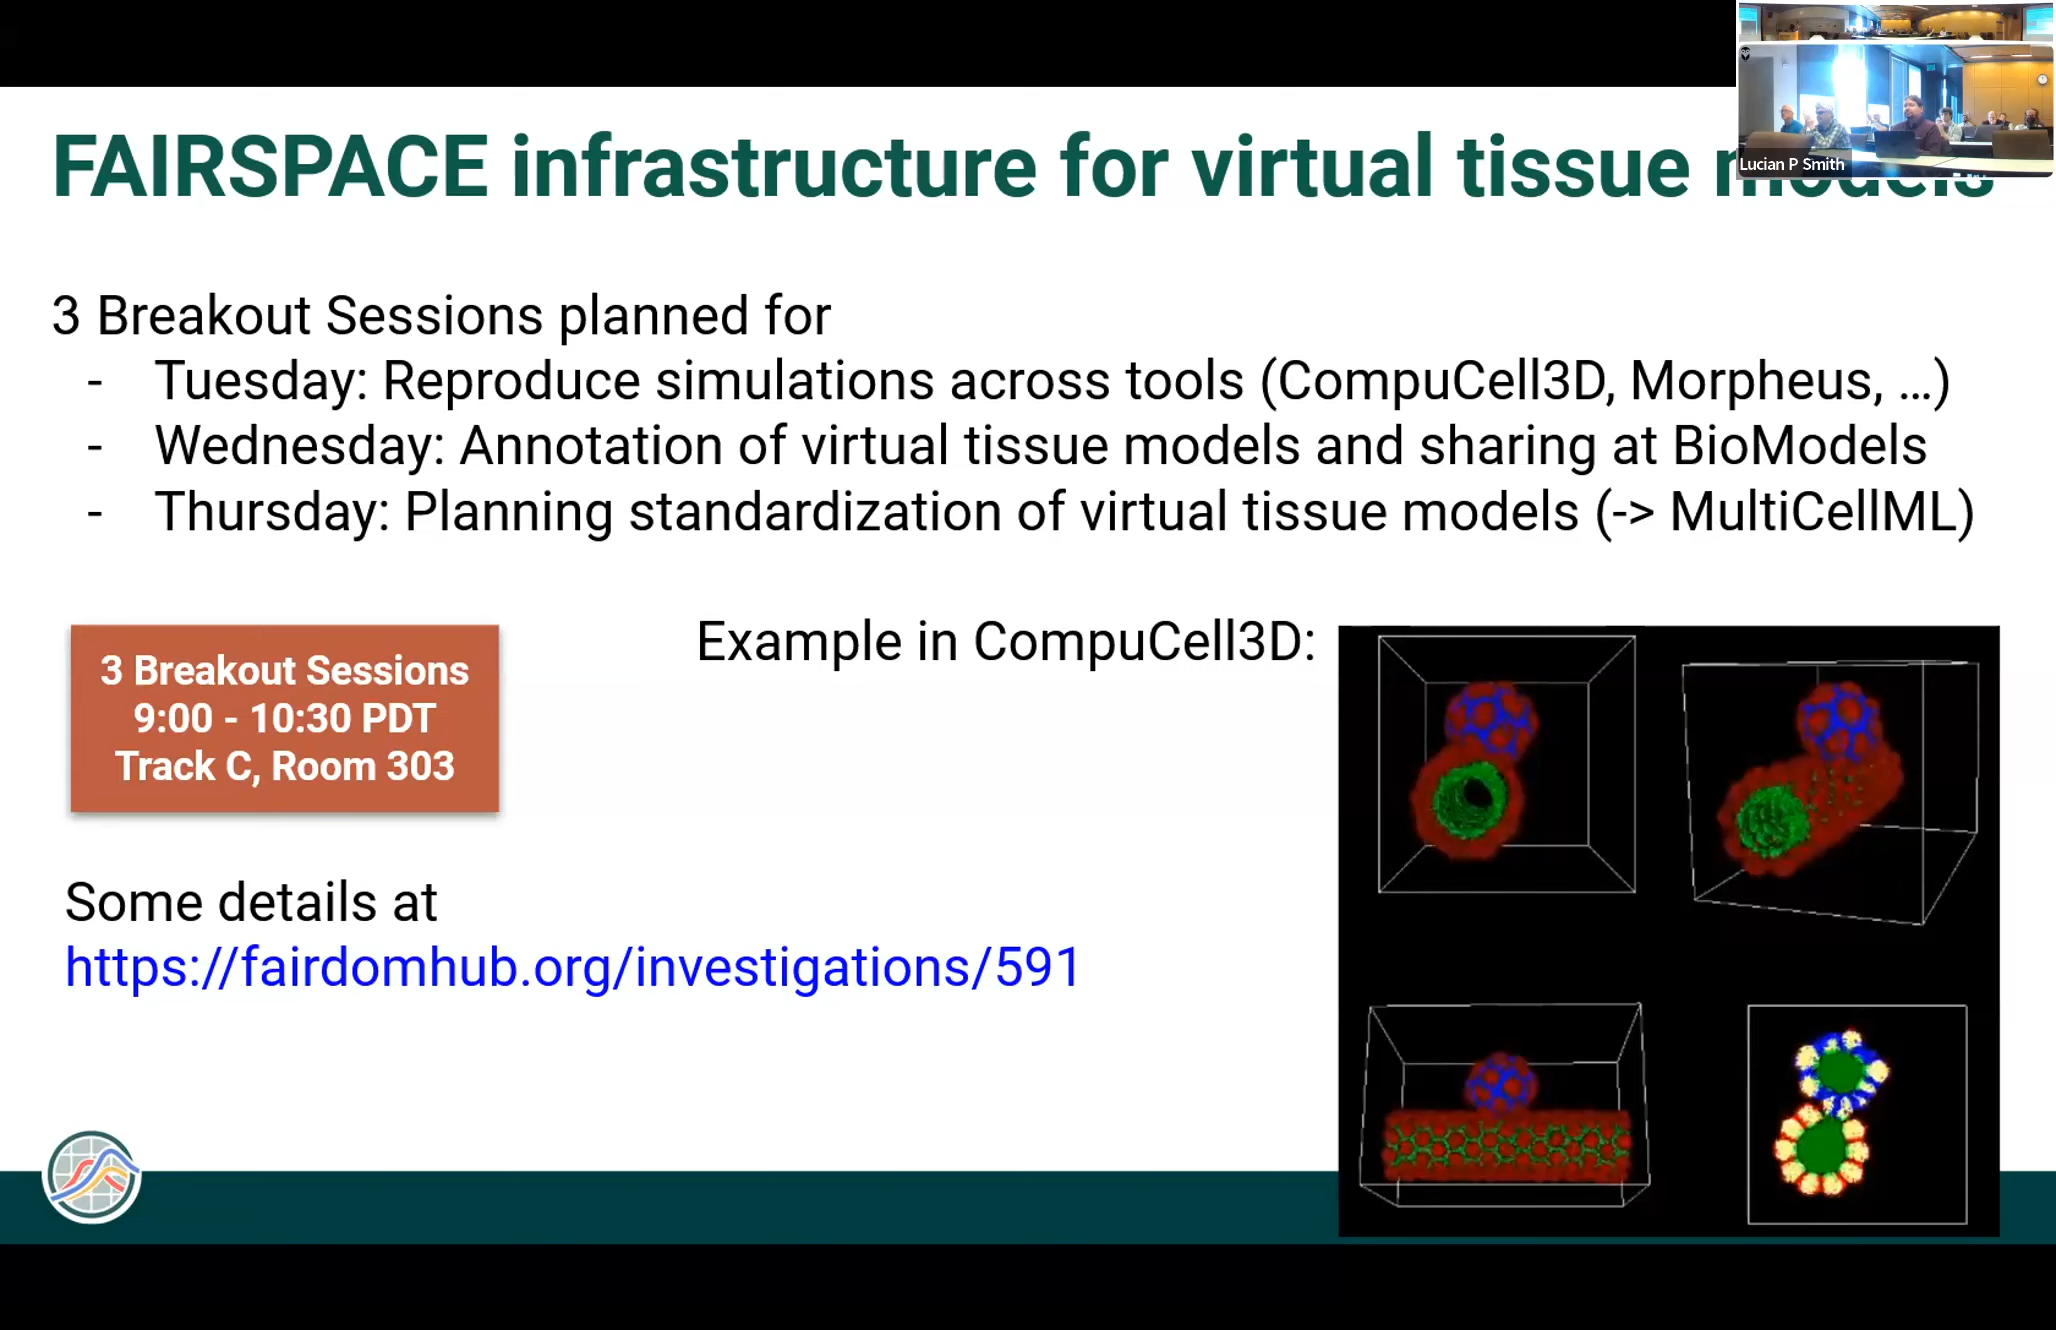 FAIRSPACE infrastructure for virtual tissue models
Lucian P Smith
3 Breakout Sessions planned for
- Tuesday: Reproduce simulations across tools (CompuCell3D, Morpheus, ...)
- Wednesday: Annotation of virtual tissue models and sharing at BioModels
- Thursday: Planning standardization of virtual tissue models (-> MultiCellML)
3 Breakout Sessions
9:00 - 10:30 PDT
Track C, Room 303
Example in CompuCell3D:
Some details at
https://fairdomhub.org/investigations/591